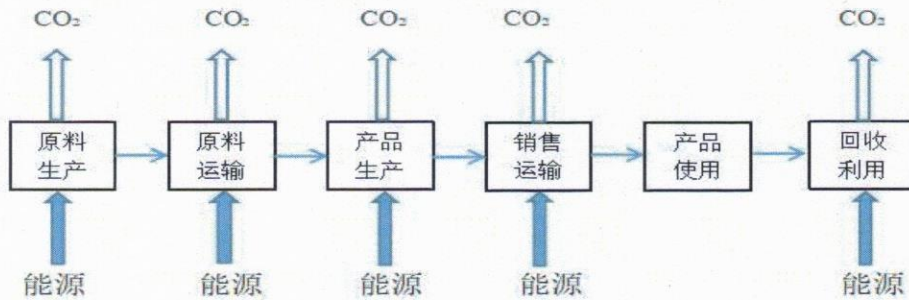 CO₂ CO₂ CO₂ CO₂ CO₂
原料 原料 产品 销售 产品 回收
生产 运输 生产 运输 使用 利用
能源 能源 能源 能源 能源